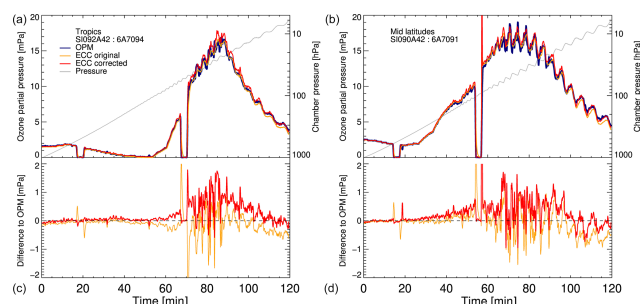 (a)
Tropics
SI092A42 : 6A7094
OPM
ECC original
ECC corrected
Pressure
Ozone partial pressure [mPa]
20
15
10
5
0
10
100
1000
Chamber pressure [hPa]
(b)
Mid latitudes
SI090A42 : 6A7091
Ozone partial pressure [mPa]
20
15
10
5
0
10
100
1000
Chamber pressure [hPa]
(c)
Difference to OPM [mPa]
2
1
0
−1
−2
0 20 40 60 80 100 120
Time [min]
(d)
Difference to OPM [mPa]
2
1
0
−1
−2
0 20 40 60 80 100 120
Time [min]